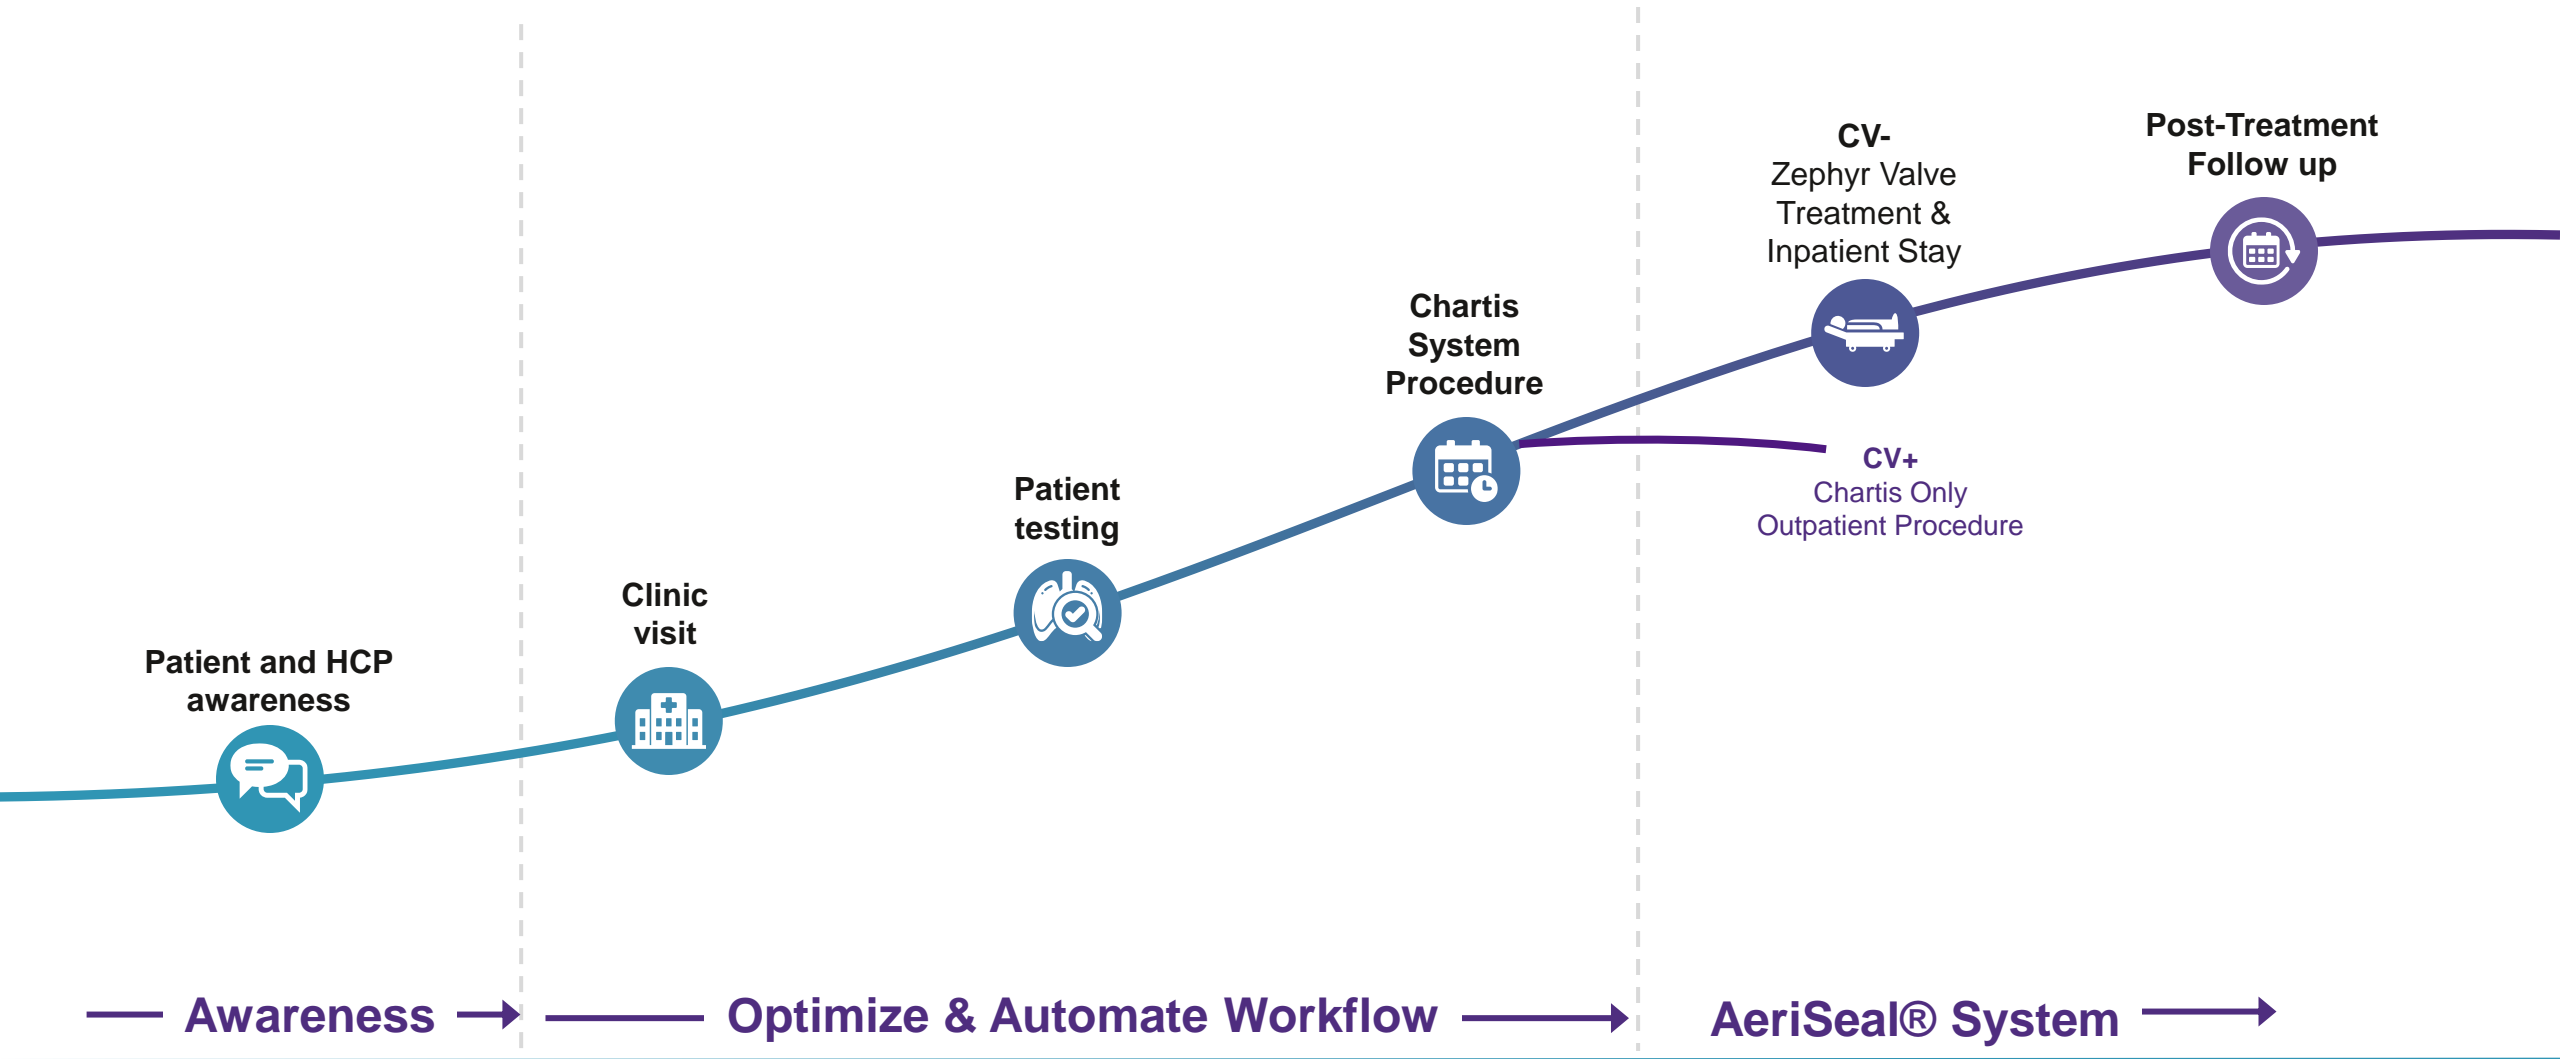 Patient and HCP
awareness
Clinic
visit
Patient
testing
Chartis
System
Procedure
CV-
Zephyr Valve
Treatment &
Inpatient Stay
CV+
Chartis Only
Outpatient Procedure
Post-Treatment
Follow up
Awareness
Optimize & Automate Workflow
AeriSeal® System